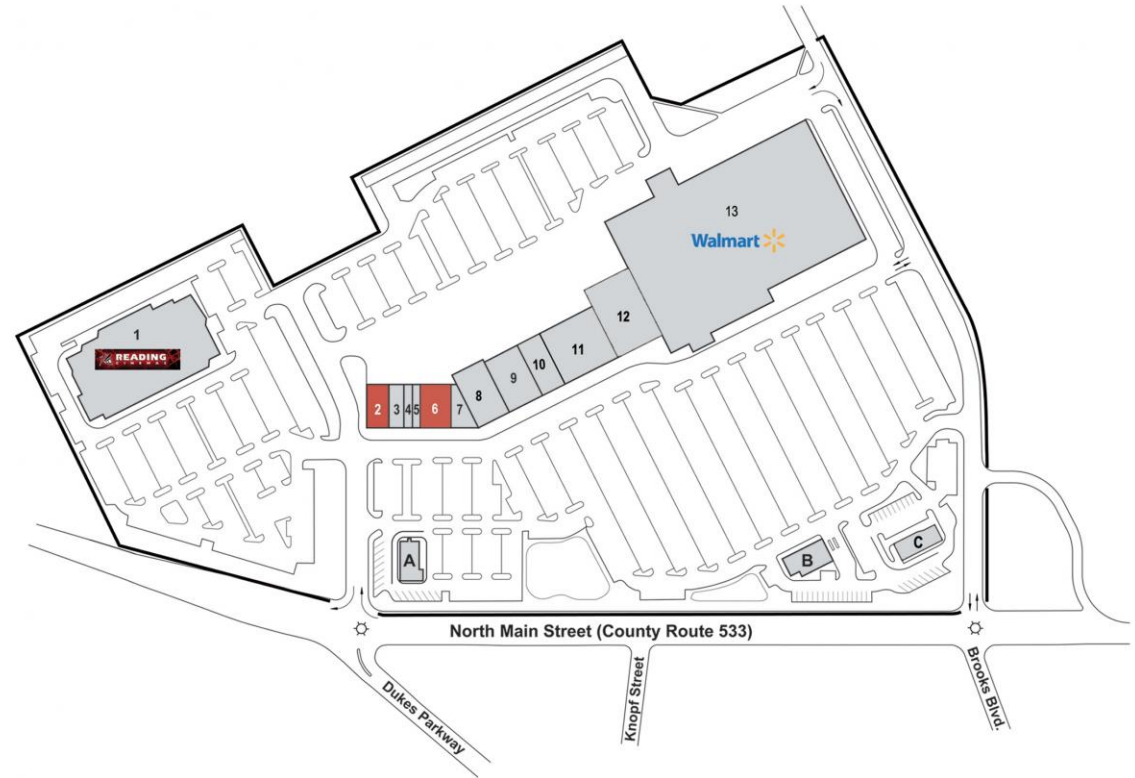 13
Walmart
12
1
READING
CINEMAS
11
10
9
8
2
3
4
5
6
7
A
B
C
North Main Street (County Route 533)
Dukes Parkway
Knopf Street
Brooks Blvd.